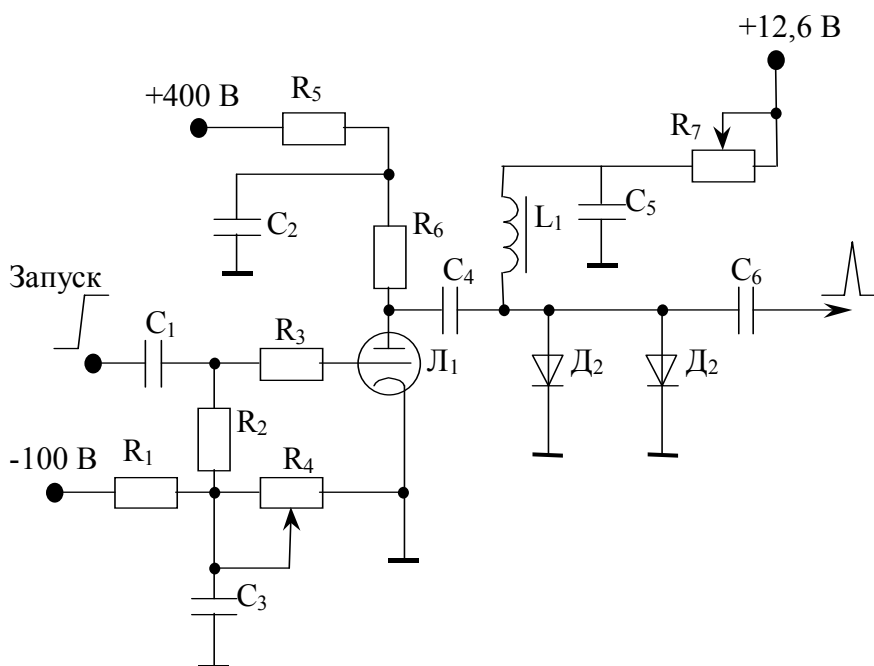 +12,6 В
+400 В
R₅
R₇
C₂
R₆
L₁
C₅
Запуск
C₄
C₆
C₁
R₃
Л₁
Д₂
Д₂
R₂
-100 В
R₁
R₄
C₃